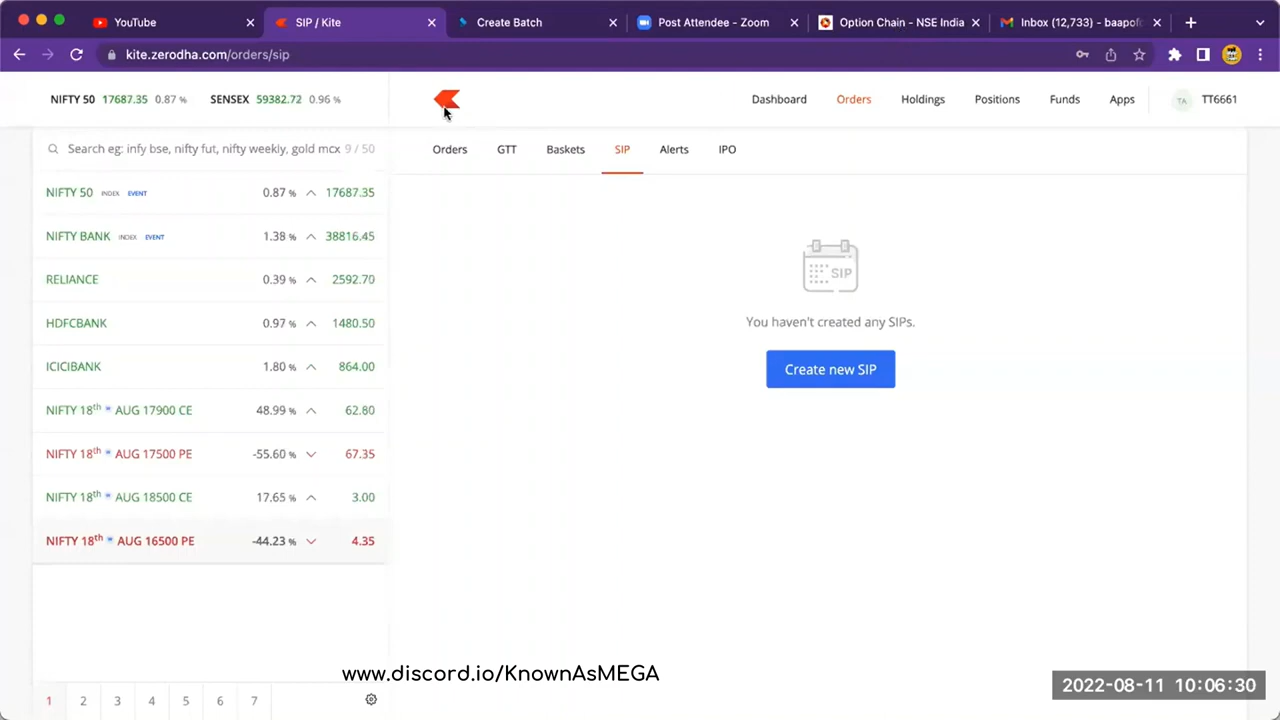 YouTube
SIP / Kite
Create Batch
Post Attendee - Zoom
Option Chain - NSE India
Inbox (12,733) - baapofc
kite.zerodha.com/orders/sip
NIFTY 50 17687.35 0.87 % SENSEX 59382.72 0.96 %
Dashboard Orders Holdings Positions Funds Apps TA TT6661
Search eg: infy bse, nifty fut, nifty weekly, gold mcx 9 / 50
Orders GTT Baskets SIP Alerts IPO
NIFTY 50 INDEX EVENT 0.87 % 17687.35
NIFTY BANK INDEX EVENT 1.38 % 38816.45
RELIANCE 0.39 % 2592.70
HDFCBANK 0.97 % 1480.50
ICICIBANK 1.80 % 864.00
NIFTY 18th w AUG 17900 CE 48.99 % 62.80
NIFTY 18th w AUG 17500 PE -55.60 % 67.35
NIFTY 18th w AUG 18500 CE 17.65 % 3.00
NIFTY 18th w AUG 16500 PE -44.23 % 4.35
SIP
You haven't created any SIPs.
Create new SIP
www.discord.io/KnownAsMEGA
2022-08-11 10:06:30
1 2 3 4 5 6 7